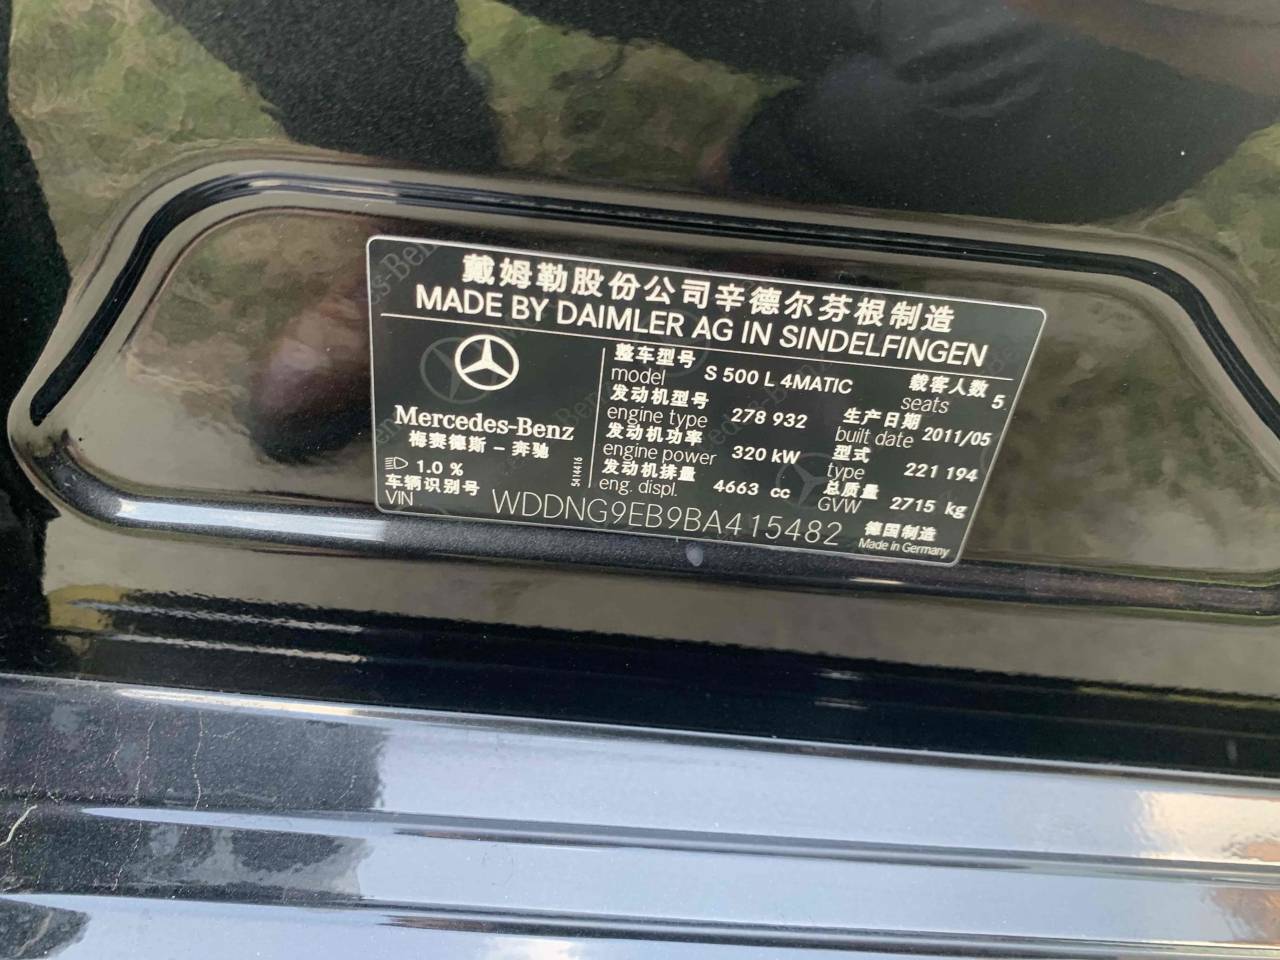 戴姆勒股份公司辛德尔芬根制造
MADE BY DAIMLER AG IN SINDELFINGEN
Mercedes-Benz
梅赛德斯－奔驰
1.0 %
5414416
整车型号
model S 500 L 4MATIC
载客人数
seats 5
发动机型号
engine type 278 932
生产日期
built date 2011/05
发动机功率
engine power 320 kW
型式
type 221 194
发动机排量
eng. displ. 4663 cc
总质量
GVW 2715 kg
车辆识别号
VIN WDDNG9EB9BA415482
德国制造
Made in Germany